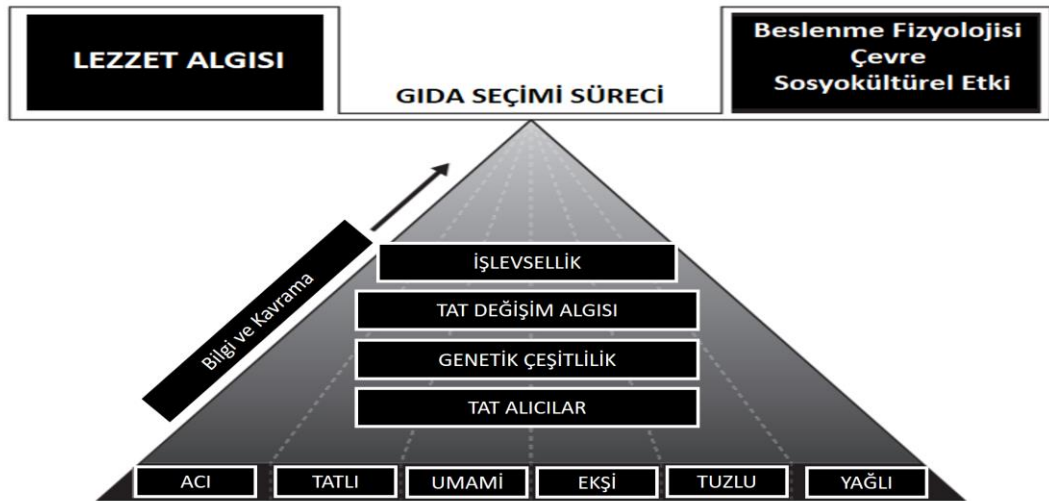 LEZZET ALGISI
Beslenme Fizyolojisi
Çevre
Sosyokültürel Etki
GIDA SEÇİMİ SÜRECİ
Bilgi ve Kavrama
İŞLEVSELLİK
TAT DEĞİŞİM ALGISI
GENETİK ÇEŞİTLİLİK
TAT ALICILAR
ACI
TATLI
UMAMİ
EKŞİ
TUZLU
YAĞLI